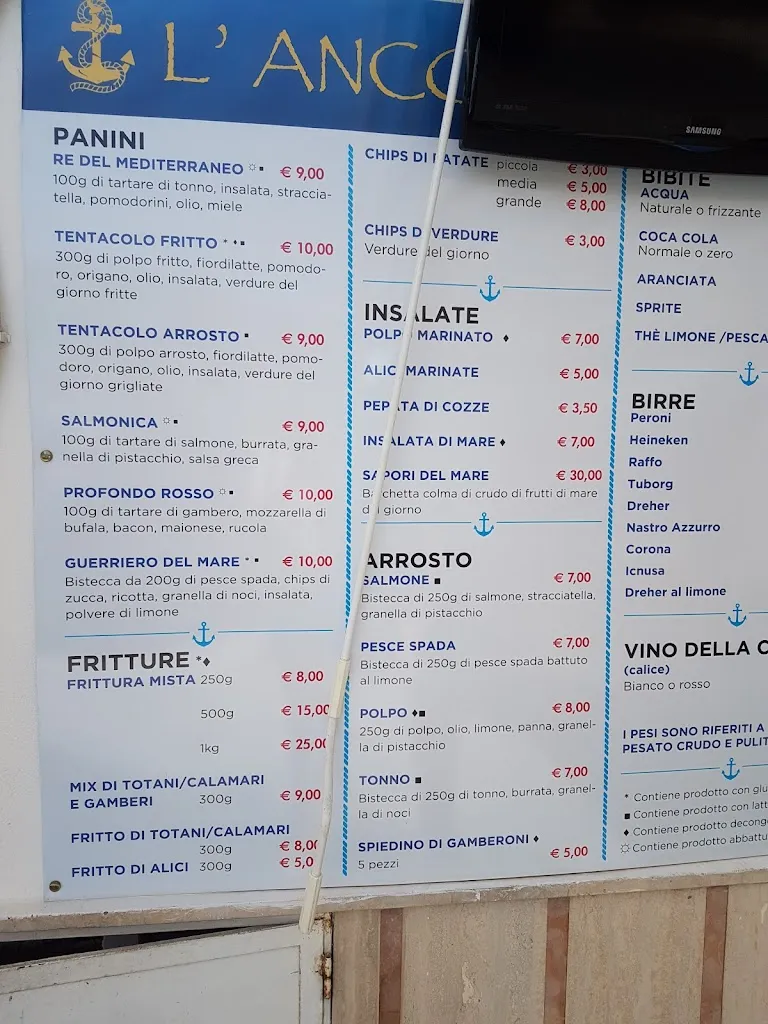 L' ANCO
SAMSUNG
PANINI
RE DEL MEDITERRANEO ☼▪ € 9,00
100g di tartare di tonno, insalata, straccia-
tella, pomodorini, olio, miele
TENTACOLO FRITTO *♦▪ € 10,00
300g di polpo fritto, fiordilatte, pomodo-
ro, origano, olio, insalata, verdure del
giorno fritte
TENTACOLO ARROSTO ▪ € 9,00
300g di polpo arrosto, fiordilatte, pomo-
doro, origano, olio, insalata, verdure del
giorno grigliate
SALMONICA ☼▪ € 9,00
100g di tartare di salmone, burrata, gra-
nella di pistacchio, salsa greca
PROFONDO ROSSO ☼▪ € 10,00
100g di tartare di gambero, mozzarella di
bufala, bacon, maionese, rucola
GUERRIERO DEL MARE *▪ € 10,00
Bistecca da 200g di pesce spada, chips di
zucca, ricotta, granella di noci, insalata,
polvere di limone
FRITTURE *♦
FRITTURA MISTA 250g € 8,00
500g € 15,00
1kg € 25,00
MIX DI TOTANI/CALAMARI
E GAMBERI 300g € 9,00
FRITTO DI TOTANI/CALAMARI
300g € 8,00
FRITTO DI ALICI 300g € 5,0
CHIPS DI PATATE piccola € 3,00
media € 5,00
grande € 8,00
CHIPS DI VERDURE € 3,00
Verdure del giorno
INSALATE
POLPO MARINATO ♦ € 7,00
ALICI MARINATE € 5,00
PEPATA DI COZZE € 3,50
INSALATA DI MARE ♦ € 7,00
SAPORI DEL MARE € 30,00
Barchetta colma di crudo di frutti di mare
del giorno
ARROSTO
SALMONE ▪ € 7,00
Bistecca di 250g di salmone, stracciatella,
granella di pistacchio
PESCE SPADA € 7,00
Bistecca di 250g di pesce spada battuto
al limone
POLPO ♦▪ € 8,00
250g di polpo, olio, limone, panna, granel-
la di pistacchio
TONNO ▪ € 7,00
Bistecca di 250g di tonno, burrata, granel-
la di noci
SPIEDINO DI GAMBERONI ♦
5 pezzi € 5,00
BIBITE
ACQUA
Naturale o frizzante
COCA COLA
Normale o zero
ARANCIATA
SPRITE
THÈ LIMONE /PESCA
BIRRE
Peroni
Heineken
Raffo
Tuborg
Dreher
Nastro Azzurro
Corona
Icnusa
Dreher al limone
VINO DELLA C
(calice)
Bianco o rosso
I PESI SONO RIFERITI A
PESATO CRUDO E PULIT
* Contiene prodotto con glu
▪ Contiene prodotto con latt
♦ Contiene prodotto decong
☼ Contiene prodotto abbattu